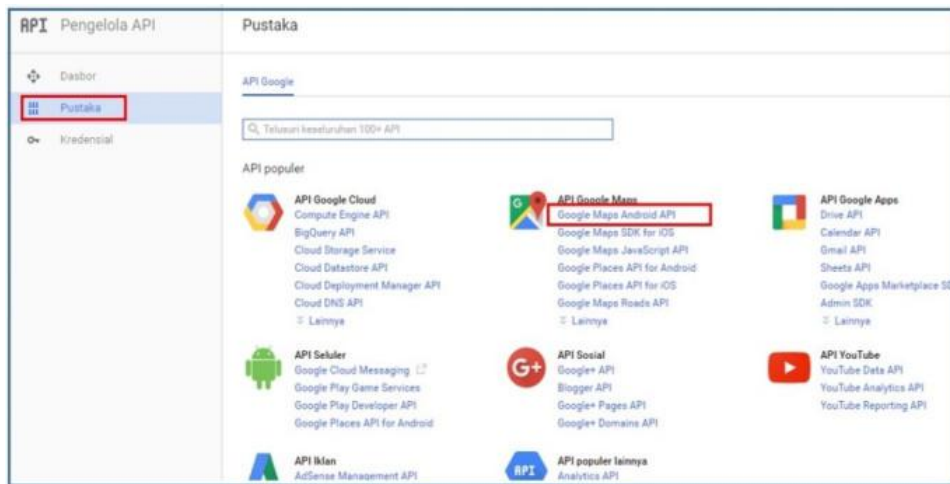 API Pengelola API
Pustaka
Dasbor
Pustaka
Kredensial
API Google
Telusuri keseluruhan 100+ API
API populer
API Google Cloud
Compute Engine API
BigQuery API
Cloud Storage Service
Cloud Datastore API
Cloud Deployment Manager API
Cloud DNS API
Lainnya
API Google Maps
Google Maps Android API
Google Maps SDK for iOS
Google Maps JavaScript API
Google Places API for Android
Google Places API for iOS
Google Maps Roads API
Lainnya
API Google Apps
Drive API
Calendar API
Gmail API
Sheets API
Google Apps Marketplace SD
Admin SDK
Lainnya
API Seluler
Google Cloud Messaging
Google Play Game Services
Google Play Developer API
Google Places API for Android
G+
API Sosial
Google+ API
Blogger API
Google+ Pages API
Google+ Domains API
API YouTube
YouTube Data API
YouTube Analytics API
YouTube Reporting API
API Iklan
AdSense Management API
API
API populer lainnya
Analytics API